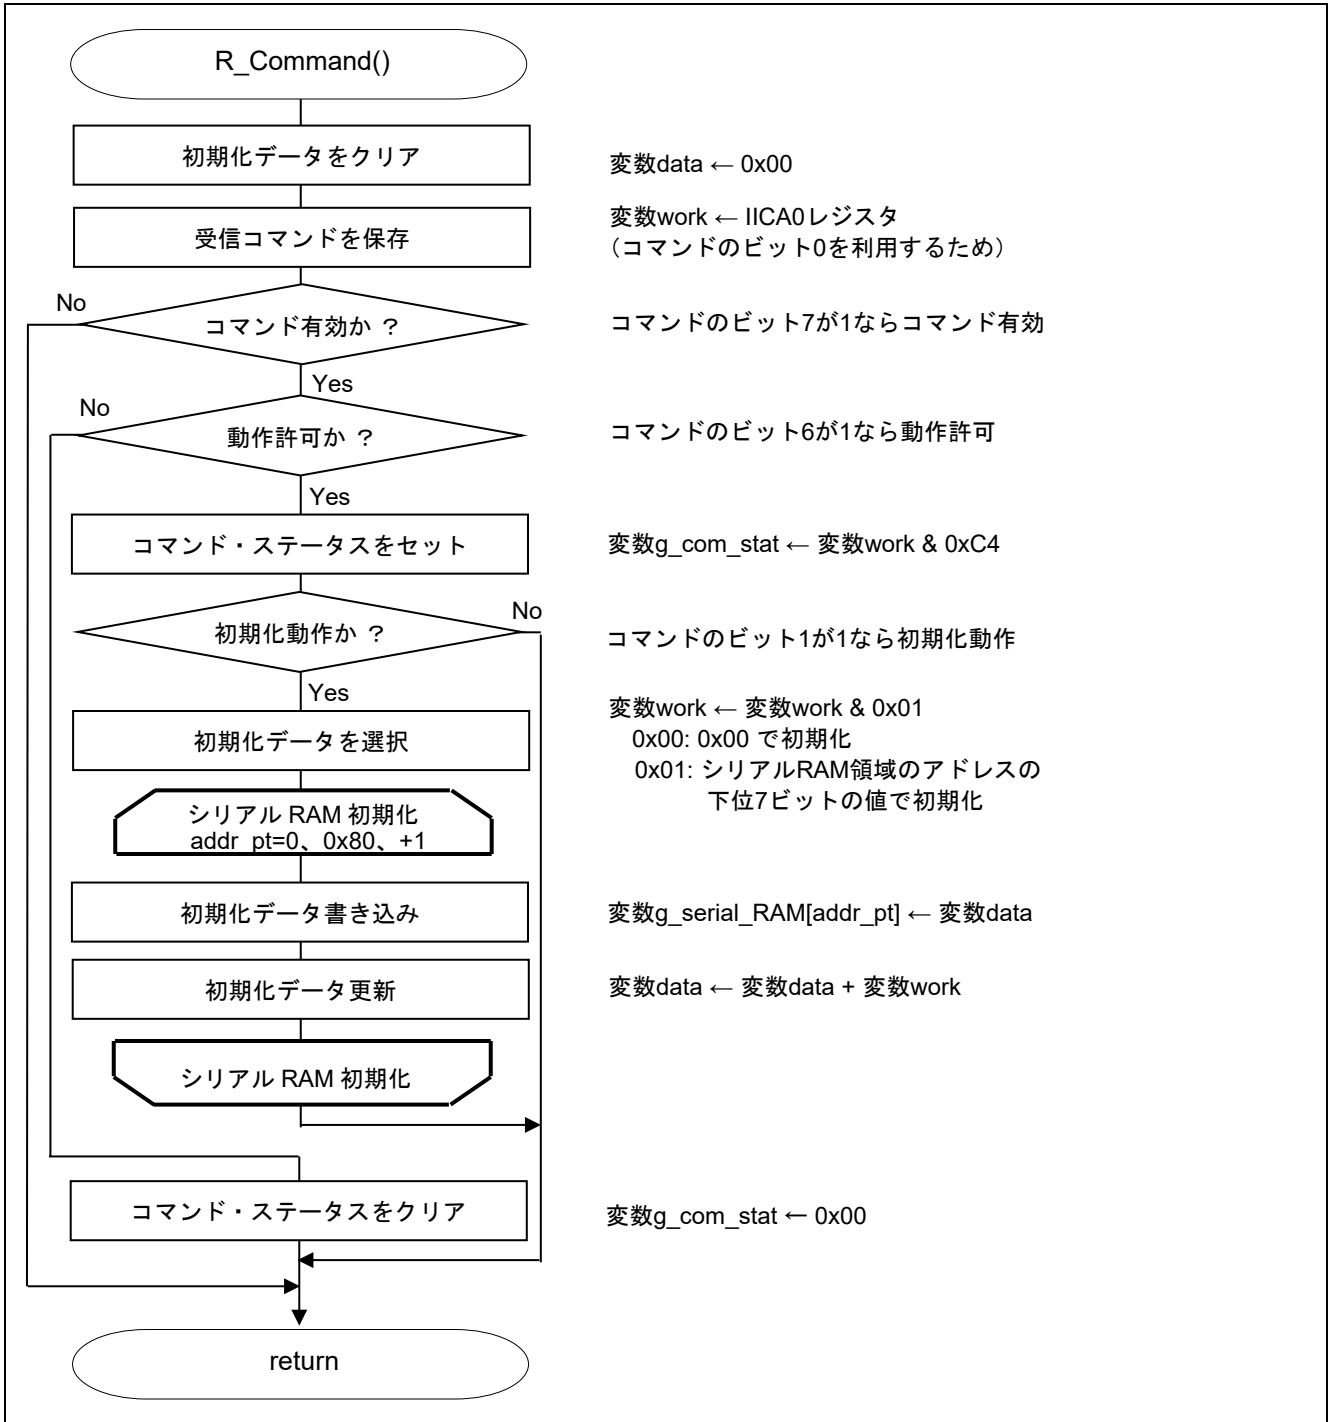 R_Command()
初期化データをクリア
変数data ← 0x00
受信コマンドを保存
変数work ← IICA0レジスタ
（コマンドのビット0を利用するため）
No
コマンド有効か ？
コマンドのビット7が1ならコマンド有効
Yes
No
動作許可か ？
コマンドのビット6が1なら動作許可
Yes
コマンド・ステータスをセット
変数g_com_stat ← 変数work & 0xC4
No
初期化動作か ？
コマンドのビット1が1なら初期化動作
Yes
初期化データを選択
変数work ← 変数work & 0x01
0x00: 0x00 で初期化
0x01: シリアルRAM領域のアドレスの
下位7ビットの値で初期化
シリアル RAM 初期化
addr_pt=0、0x80、+1
初期化データ書き込み
変数g_serial_RAM[addr_pt] ← 変数data
初期化データ更新
変数data ← 変数data + 変数work
シリアル RAM 初期化
コマンド・ステータスをクリア
変数g_com_stat ← 0x00
return